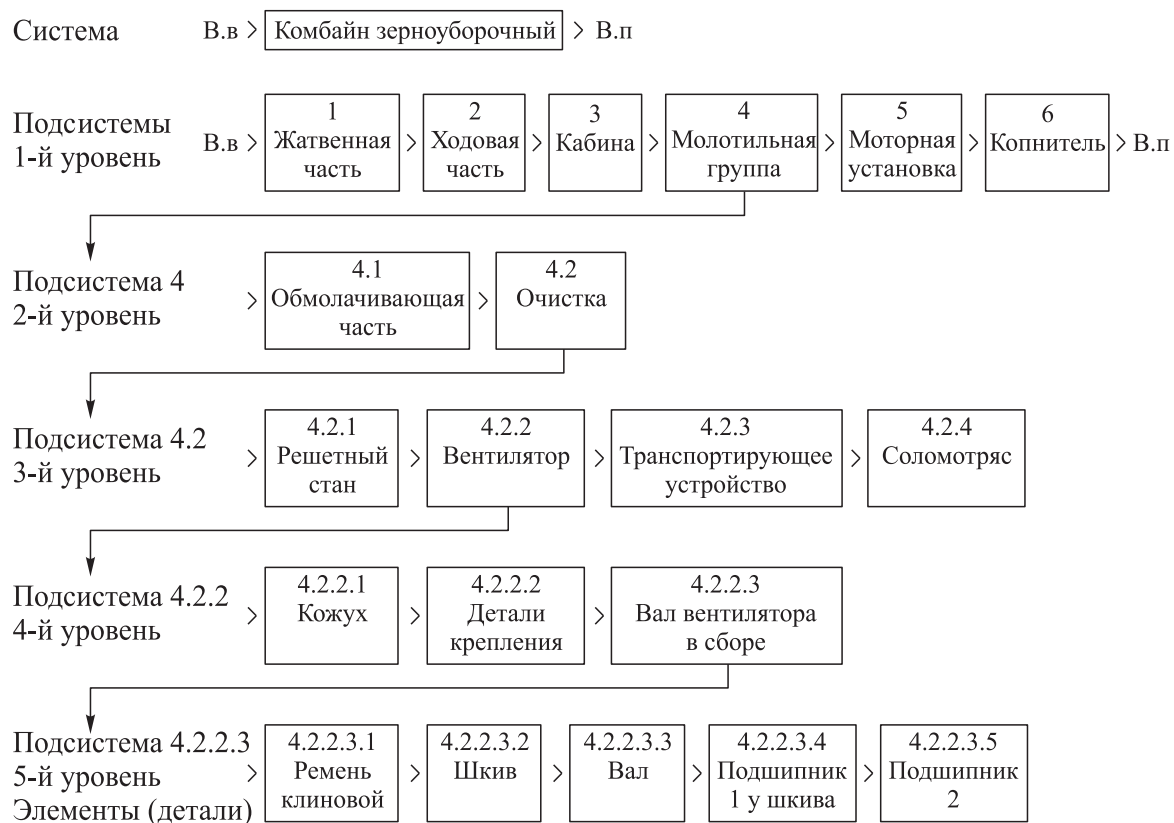 Система В.в > Комбайн зерноуборочный > В.п
Подсистемы
1-й уровень
В.в > 1 > 2 > 3 > 4 > 5 > 6 > В.п
Жатвенная Ходовая Кабина Молотильная Моторная Копнитель
часть часть группа установка
Подсистема 4
2-й уровень
4.1 4.2
> Обмолачивающая > Очистка
часть
Подсистема 4.2
3-й уровень
4.2.1 4.2.2 4.2.3 4.2.4
> Решетный > Вентилятор > Транспортирующее > Соломотряс
стан устройство
Подсистема 4.2.2
4-й уровень
4.2.2.1 4.2.2.2 4.2.2.3
> Кожух > Детали > Вал вентилятора
крепления в сборе
Подсистема 4.2.2.3
5-й уровень
Элементы (детали)
4.2.2.3.1 4.2.2.3.2 4.2.2.3.3 4.2.2.3.4 4.2.2.3.5
> Ремень > Шкив > Вал > Подшипник > Подшипник
клиновой 1 у шкива 2